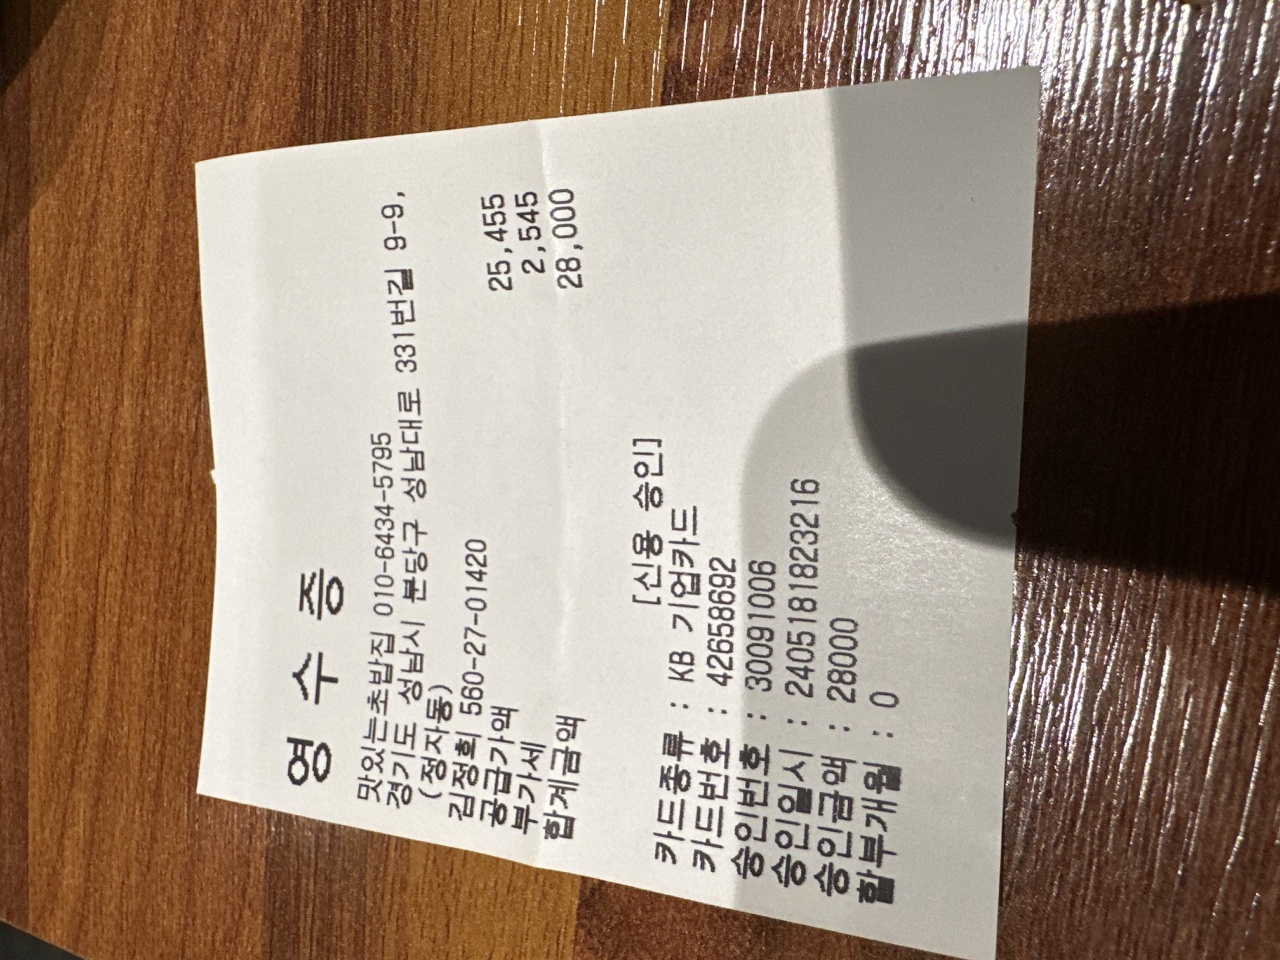 영 수 증
맛있는초밥집 010-6434-5795
경기도 성남시 분당구 성남대로 331번길 9-9,
(정자동)
김정희 560-27-01420
공급가액 25,455
부가세 2,545
합계금액 28,000
[신용 승인]
카드종류 : KB 기업카드
카드번호 : 42658692
승인번호 : 30091006
승인일시 : 240518182321​6
승인금액 : 28000
할부개월 : 0